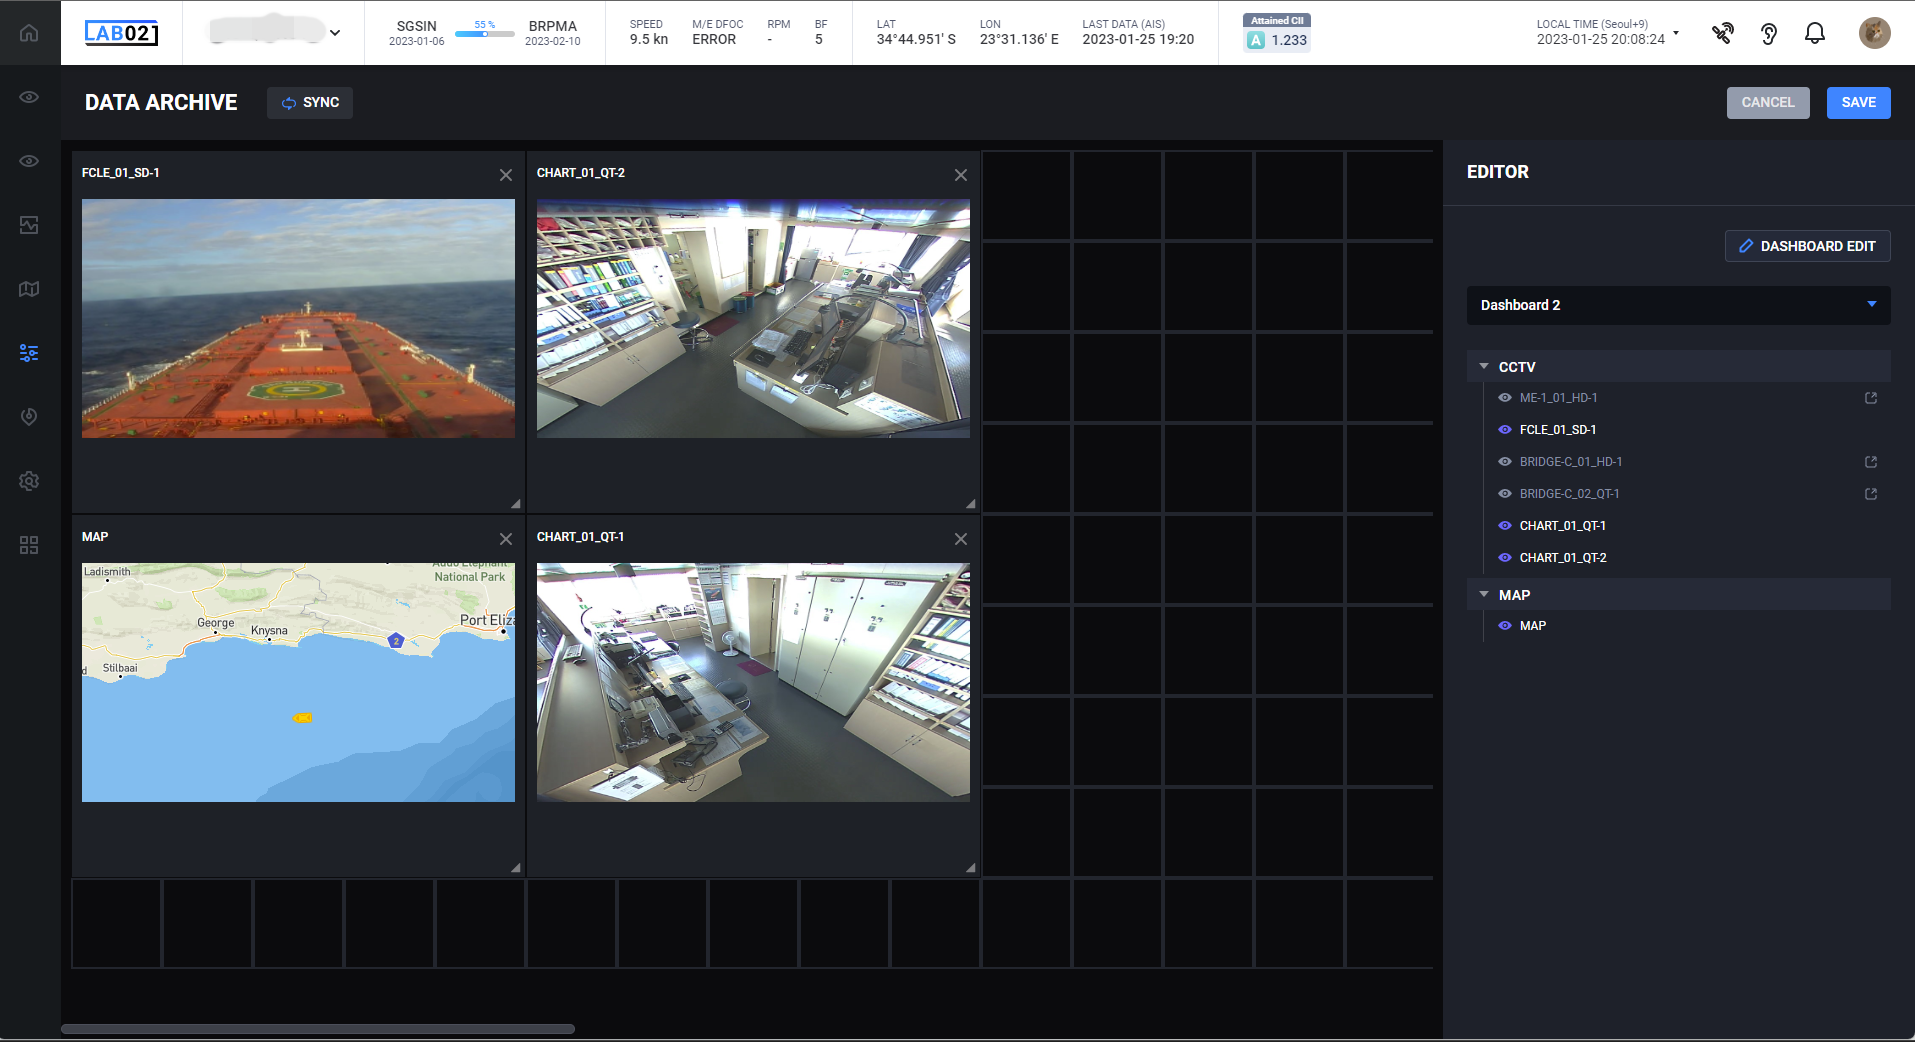 LAB021
SGSIN
2023-01-06
55 %
BRPMA
2023-02-10
SPEED
9.5 kn
M/E DFOC
ERROR
RPM
-
BF
5
LAT
34°44.951' S
LON
23°31.136' E
LAST DATA (AIS)
2023-01-25 19:20
Attained CII
A 1.233
LOCAL TIME (Seoul+9)
2023-01-25 20:08:24
DATA ARCHIVE
SYNC
CANCEL
SAVE
FCLE_01_SD-1
CHART_01_QT-2
H
MAP
CHART_01_QT-1
Ladismith
Addo Elephant
National Park
George
Knysna
Port Eliza
2
d
Stilbaai
EDITOR
DASHBOARD EDIT
Dashboard 2
CCTV
ME-1_01_HD-1
FCLE_01_SD-1
BRIDGE-C_01_HD-1
BRIDGE-C_02_QT-1
CHART_01_QT-1
CHART_01_QT-2
MAP
MAP